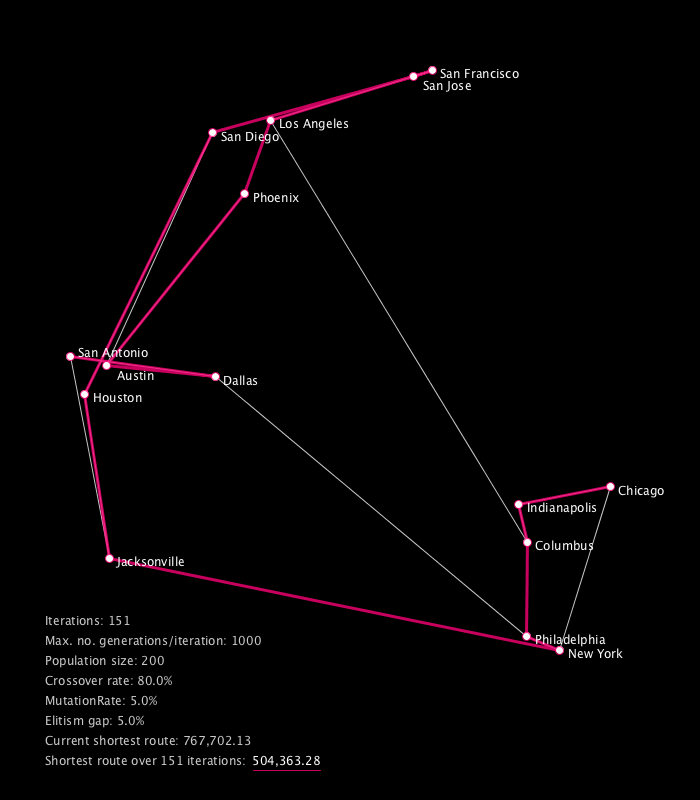 San Francisco
San Jose
Los Angeles
San Diego
Phoenix
San Antonio
Austin
Dallas
Houston
Chicago
Indianapolis
Columbus
Jacksonville
Philadelphia
New York
Iterations: 151
Max. no. generations/iteration: 1000
Population size: 200
Crossover rate: 80.0%
MutationRate: 5.0%
Elitism gap: 5.0%
Current shortest route: 767,702.13
Shortest route over 151 iterations: 504,363.28